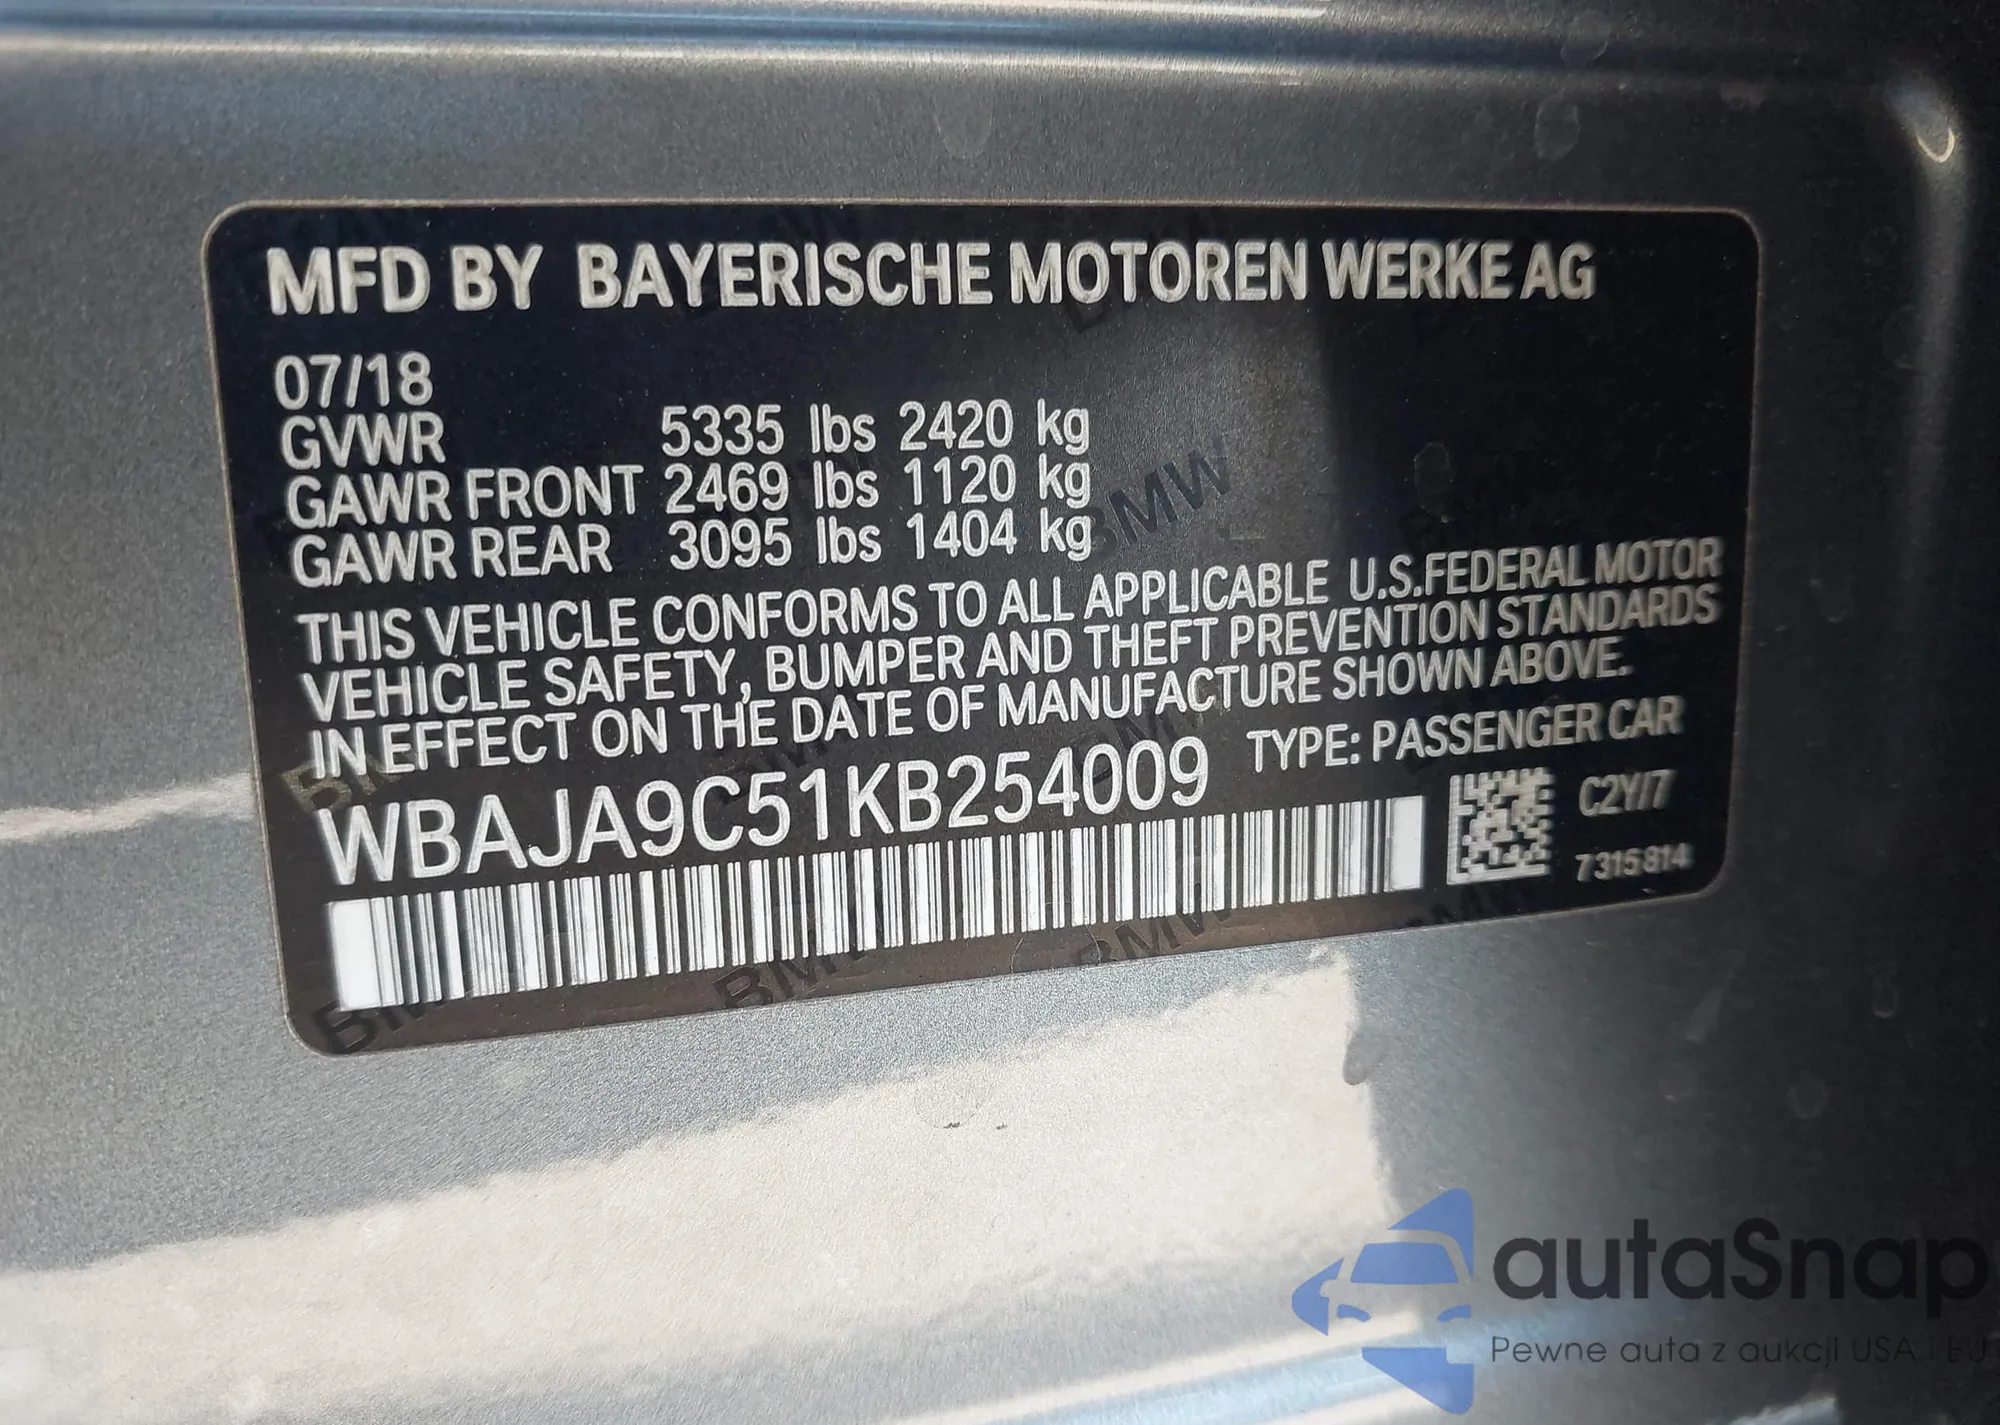 MFD BY BAYERISCHE MOTOREN WERKE AG
07/18
GVWR 5335 lbs 2420 kg
GAWR FRONT 2469 lbs 1120 kg
GAWR REAR 3095 lbs 1404 kg
THIS VEHICLE CONFORMS TO ALL APPLICABLE U.S.FEDERAL MOTOR
VEHICLE SAFETY, BUMPER AND THEFT PREVENTION STANDARDS
IN EFFECT ON THE DATE OF MANUFACTURE SHOWN ABOVE.
WBAJA9C51KB254009 TYPE: PASSENGER CAR
C2Y/7
7315814
BMW
autaSnap
Pewne auta z aukcji USA i EU